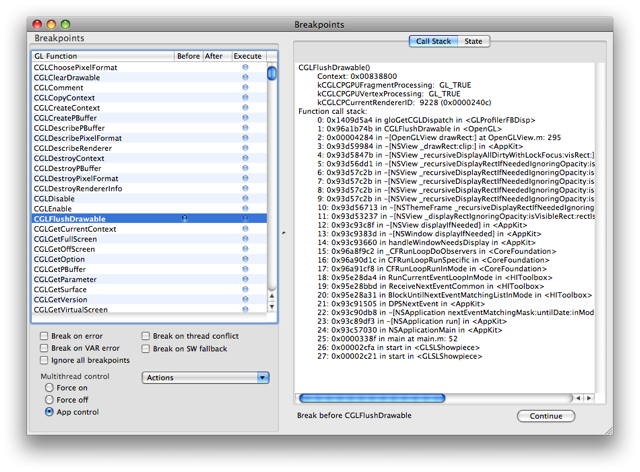 Breakpoints
Breakpoints
GL Function Before After Execute
CGLChoosePixelFormat
CGLClearDrawable
CGLComment
CGLCopyContext
CGLCreateContext
CGLCreatePBuffer
CGLDescribePBuffer
CGLDescribePixelFormat
CGLDescribeRenderer
CGLDestroyContext
CGLDestroyPBuffer
CGLDestroyPixelFormat
CGLDestroyRendererInfo
CGLDisable
CGLEnable
CGLFlushDrawable
CGLGetCurrentContext
CGLGetFullScreen
CGLGetOffScreen
CGLGetOption
CGLGetPBuffer
CGLGetParameter
CGLGetSurface
CGLGetVersion
CGLGetVirtualScreen
Break on error
Break on thread conflict
Break on VAR error
Break on SW fallback
Ignore all breakpoints
Multithread control
Actions
Force on
Force off
App control
Call Stack State
CGLFlushDrawable()
Context: 0x00838800
kCGLCPGPUFragmentProcessing: GL_TRUE
kCGLCPGPUVertexProcessing: GL_TRUE
kCGLCPCurrentRendererID: 9228 (0x0000240c)
Function call stack:
0: 0x1409d5a4 in gloGetCGLDispatch in <GLProfilerFBDisp>
1: 0x96a1b74b in CGLFlushDrawable in <OpenGL>
2: 0x00004284 in -[OpenGLView drawRect:] at OpenGLView.m: 295
3: 0x93d59984 in -[NSView _drawRect:clip:] in <AppKit>
4: 0x93d5847b in -[NSView _recursiveDisplayAllDirtyWithLockFocus:visRect:]
5: 0x93d56dd1 in -[NSView _recursiveDisplayRectIfNeededIgnoringOpacity:is
6: 0x93d57c2b in -[NSView _recursiveDisplayRectIfNeededIgnoringOpacity:is
7: 0x93d57c2b in -[NSView _recursiveDisplayRectIfNeededIgnoringOpacity:is
8: 0x93d57c2b in -[NSView _recursiveDisplayRectIfNeededIgnoringOpacity:is
9: 0x93d57c2b in -[NSView _recursiveDisplayRectIfNeededIgnoringOpacity:is
10: 0x93d56713 in -[NSThemeFrame _recursiveDisplayRectIfNeededIgnoring
11: 0x93d53237 in -[NSView _displayRectIgnoringOpacity:isVisibleRect:rectIs
12: 0x93c93c8f in -[NSView displayIfNeeded] in <AppKit>
13: 0x93c9383d in -[NSWindow displayIfNeeded] in <AppKit>
14: 0x93c93660 in handleWindowNeedsDisplay in <AppKit>
15: 0x96a8f9c2 in _CFRunLoopDoObservers in <CoreFoundation>
16: 0x96a90d1c in CFRunLoopRunSpecific in <CoreFoundation>
17: 0x96a91cf8 in CFRunLoopRunInMode in <CoreFoundation>
18: 0x95e28da4 in RunCurrentEventLoopInMode in <HIToolbox>
19: 0x95e28bbd in ReceiveNextEventCommon in <HIToolbox>
20: 0x95e28a31 in BlockUntilNextEventMatchingListInMode in <HIToolbox>
21: 0x93c91505 in DPSNextEvent in <AppKit>
22: 0x93c90db8 in -[NSApplication nextEventMatchingMask:untilDate:inMod
23: 0x93c89df3 in -[NSApplication run] in <AppKit>
24: 0x93c57030 in NSApplicationMain in <AppKit>
25: 0x0000338f in main at main.m: 52
26: 0x00002cfa in start in <GLSLShowpiece>
27: 0x00002c21 in start in <GLSLShowpiece>
Break before CGLFlushDrawable
Continue